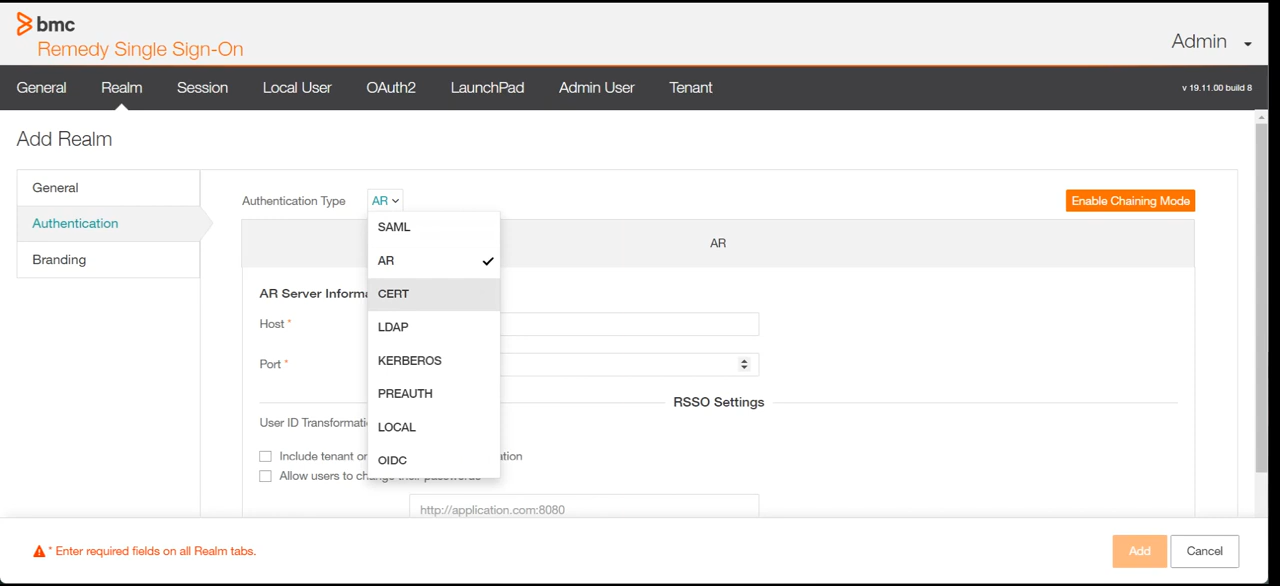 bmc
Remedy Single Sign-On
Admin
General Realm Session Local User OAuth2 LaunchPad Admin User Tenant v 19.11.00 build 8
Add Realm
General
Authentication
Branding
Authentication Type AR
Enable Chaining Mode
SAML
AR
CERT
LDAP
KERBEROS
PREAUTH
LOCAL
OIDC
AR
AR Server Informa
Host *
Port *
RSSO Settings
User ID Transformati
Include tenant or tion
Allow users to change their passwords
http://application.com:8080
* Enter required fields on all Realm tabs.
Add Cancel